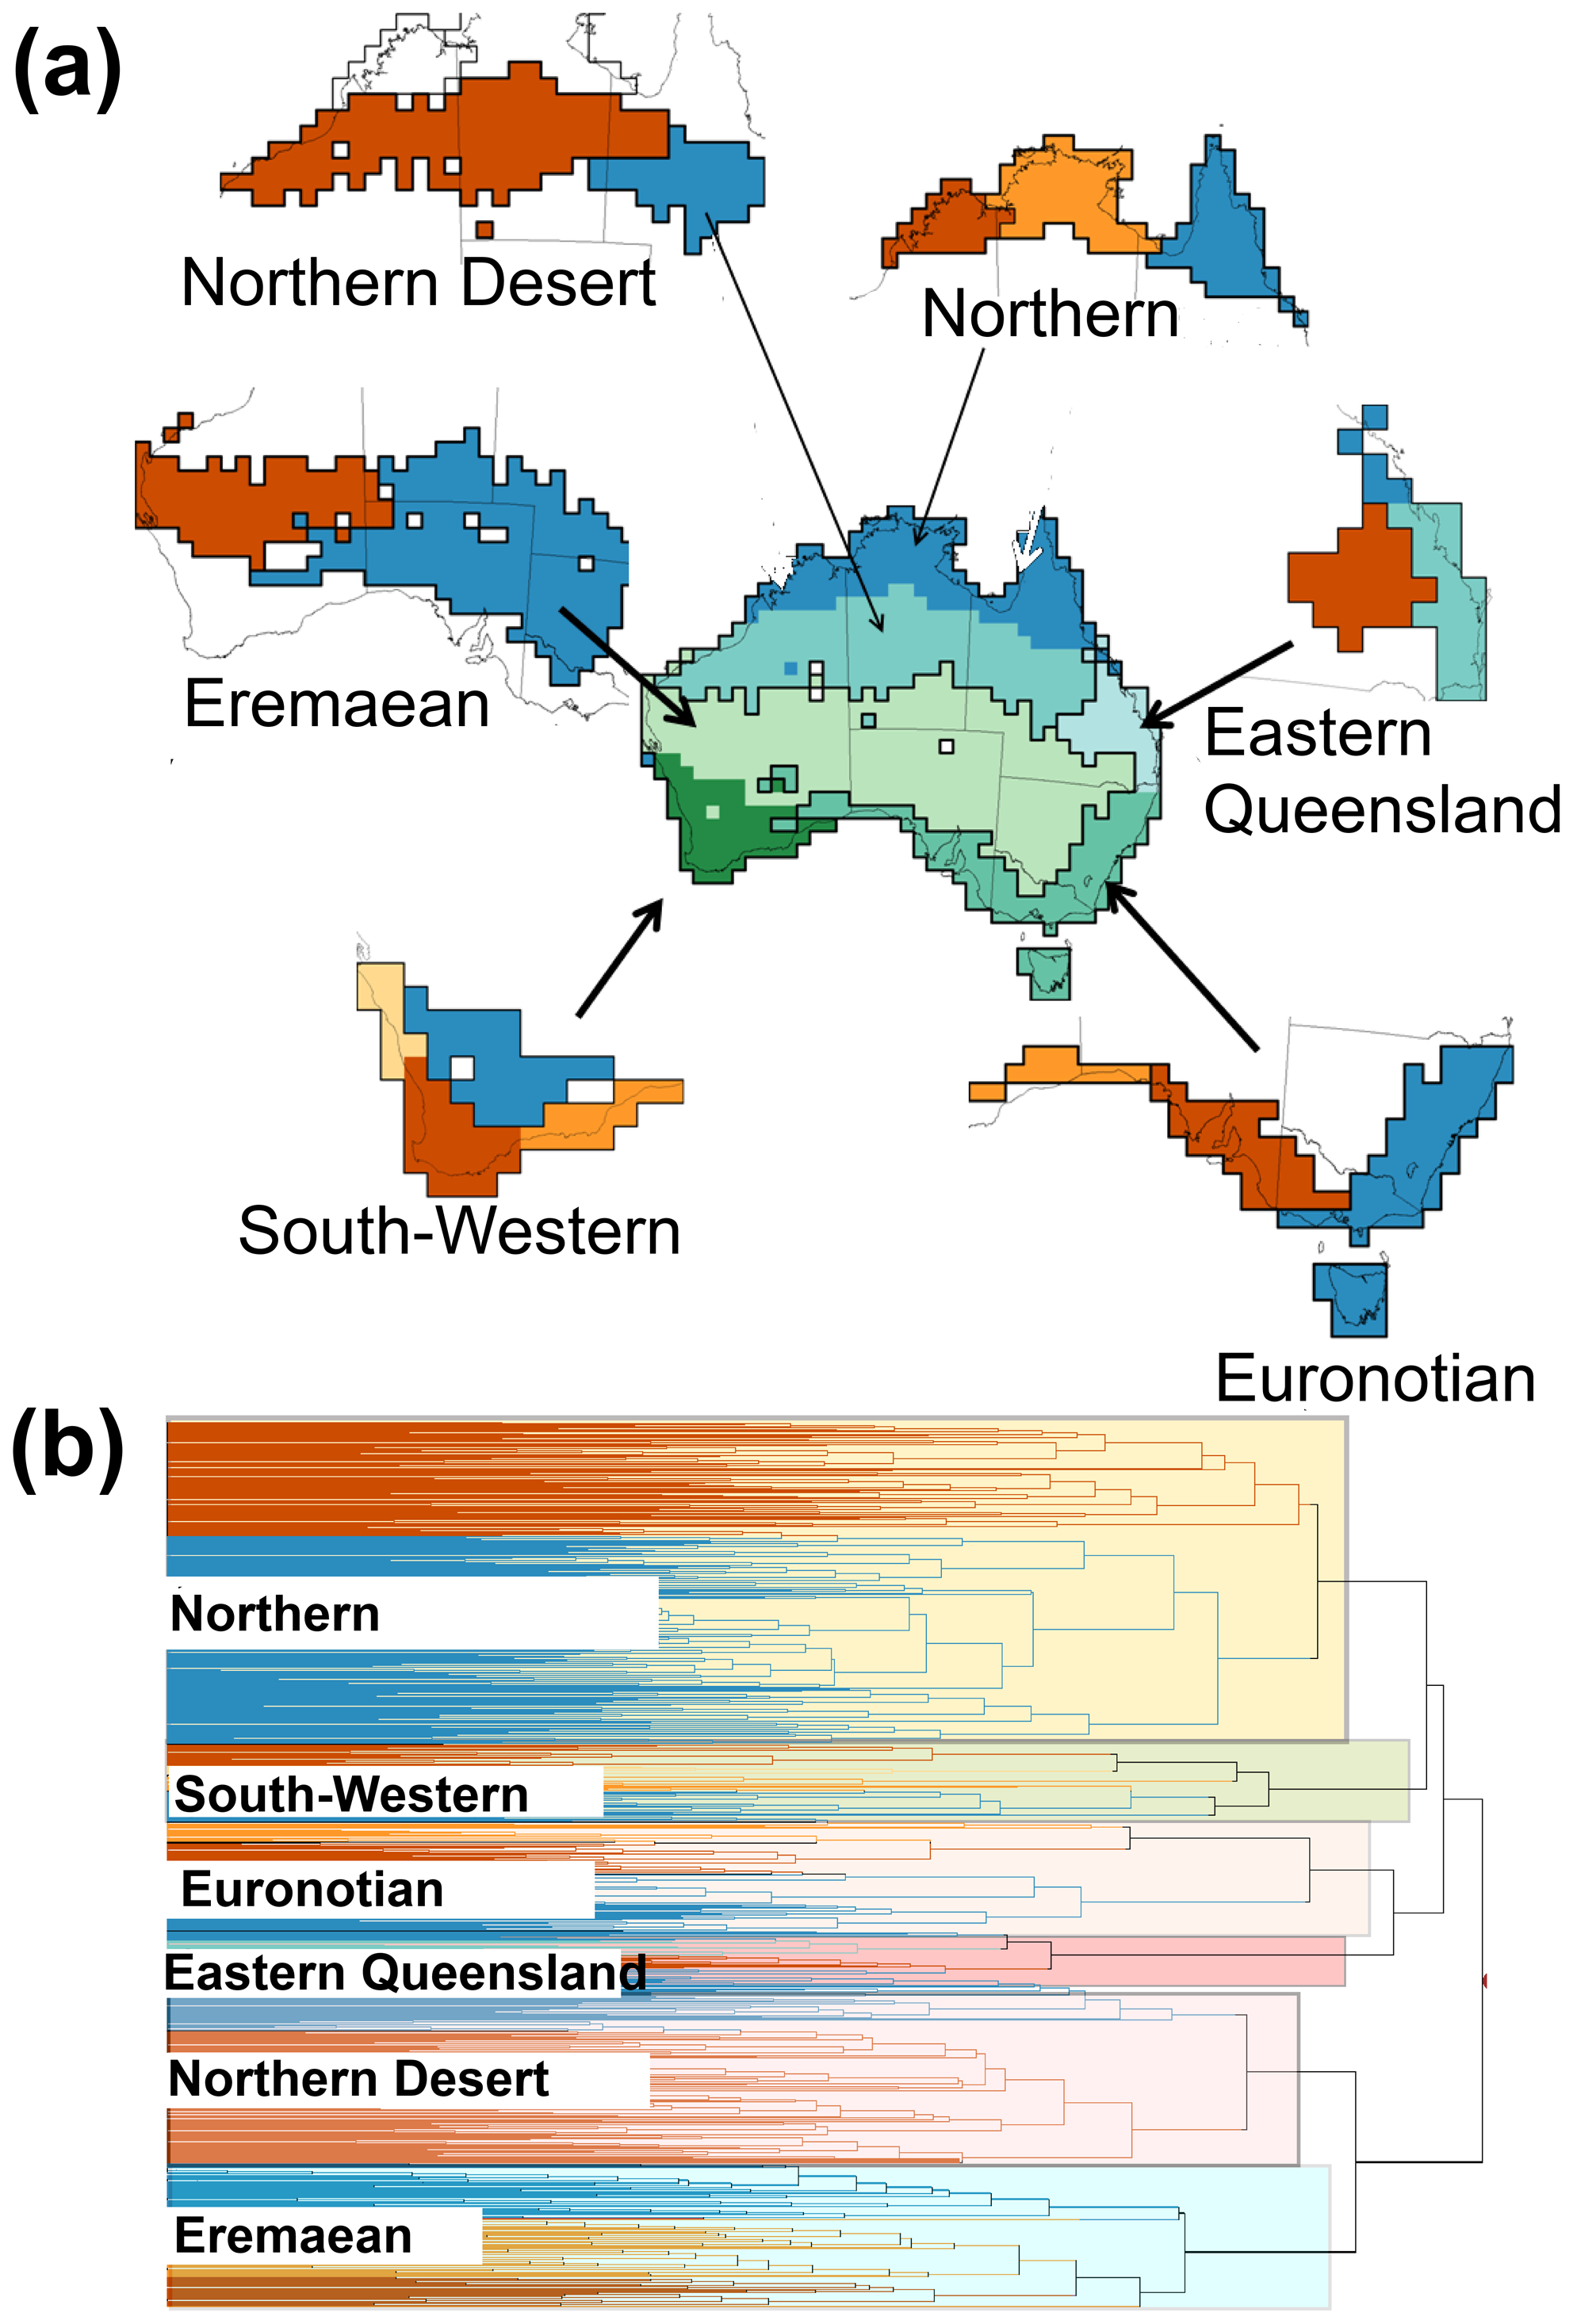 (a)
Northern Desert
Northern
Eremaean
Eastern
Queensland
South-Western
Euronotian
(b)
Northern
South-Western
Euronotian
Eastern Queensland
Northern Desert
Eremaean